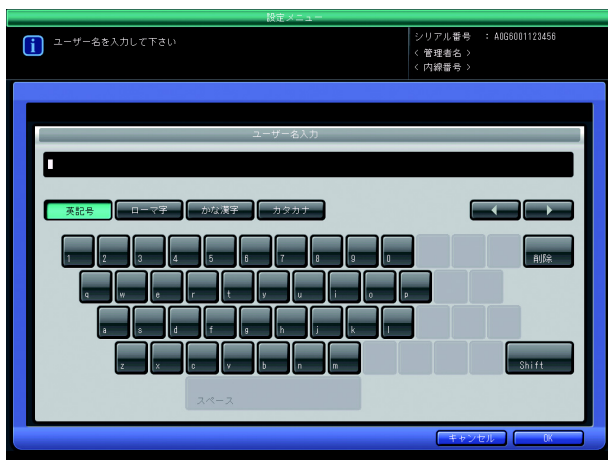 設定メニュー
ユーザー名を入力して下さい
シリアル番号 : A0G6001123456
< 管理者名 >
< 内線番号 >
ユーザー名入力
英記号 ローマ字 かな漢字 カタカナ
1 2 3 4 5 6 7 8 9 0 削除
q w e r t y u i o p
a s d f g h j k l
z x c v b n m Shift
スペース
キャンセル OK